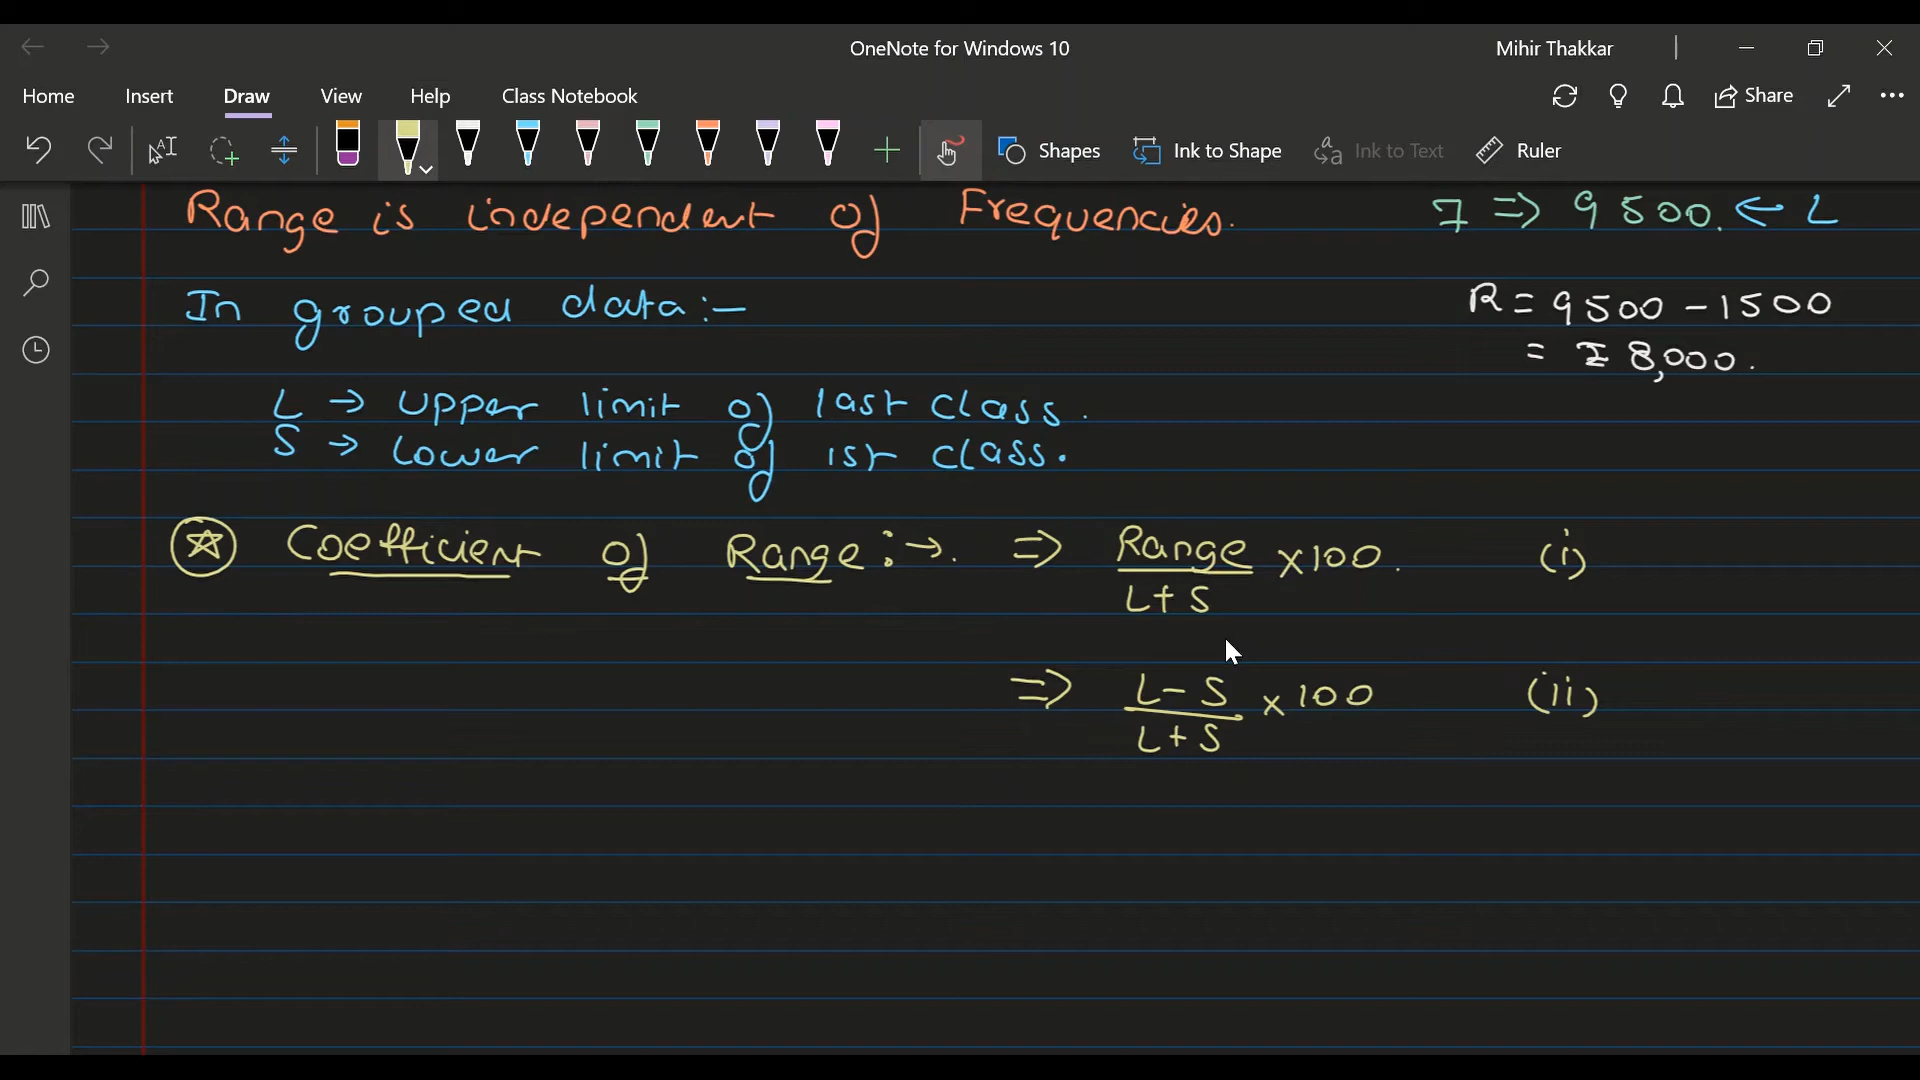 OneNote for Windows 10
Mihir Thakkar
Home Insert Draw View Help Class Notebook Share
Shapes Ink to Shape Ink to Text Ruler
Range is independent of Frequencies.
7 ⇒ 9500. ← L
In grouped data:-
R = 9500 - 1500
= ₹ 8,000.
L → Upper limit of last class.
S → Lower limit of 1st class.
Coefficient of Range:→. ⇒ Range/L+S ×100. (i)
⇒ L-S/L+S ×100 (ii)